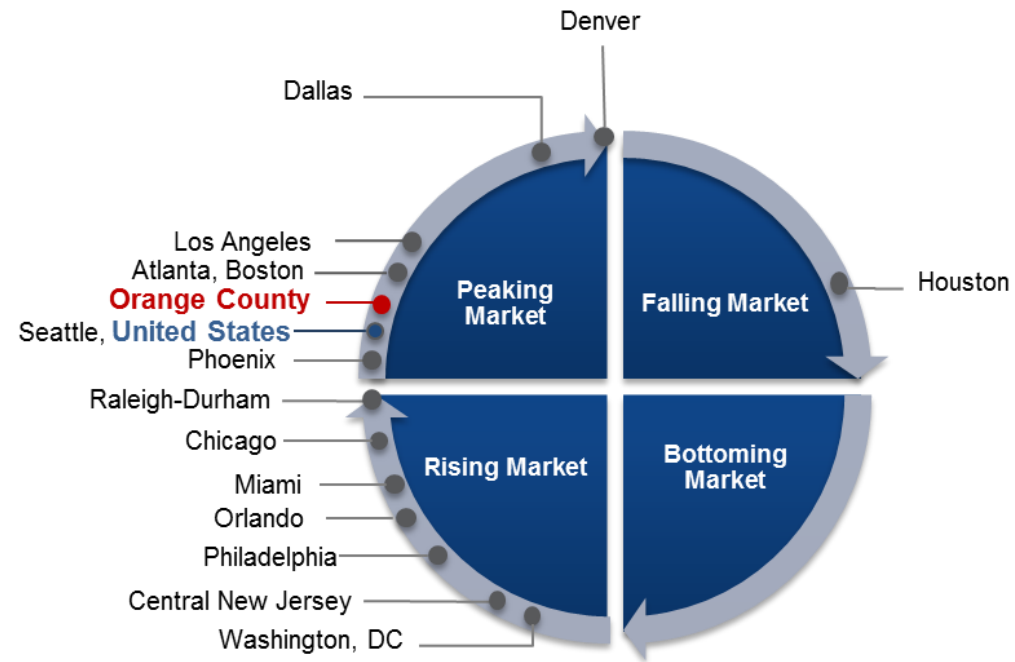 Denver
Dallas
Los Angeles
Atlanta, Boston
Orange County
Seattle, United States
Phoenix
Raleigh-Durham
Chicago
Miami
Orlando
Philadelphia
Central New Jersey
Washington, DC
Peaking
Market
Falling Market
Houston
Rising Market
Bottoming
Market